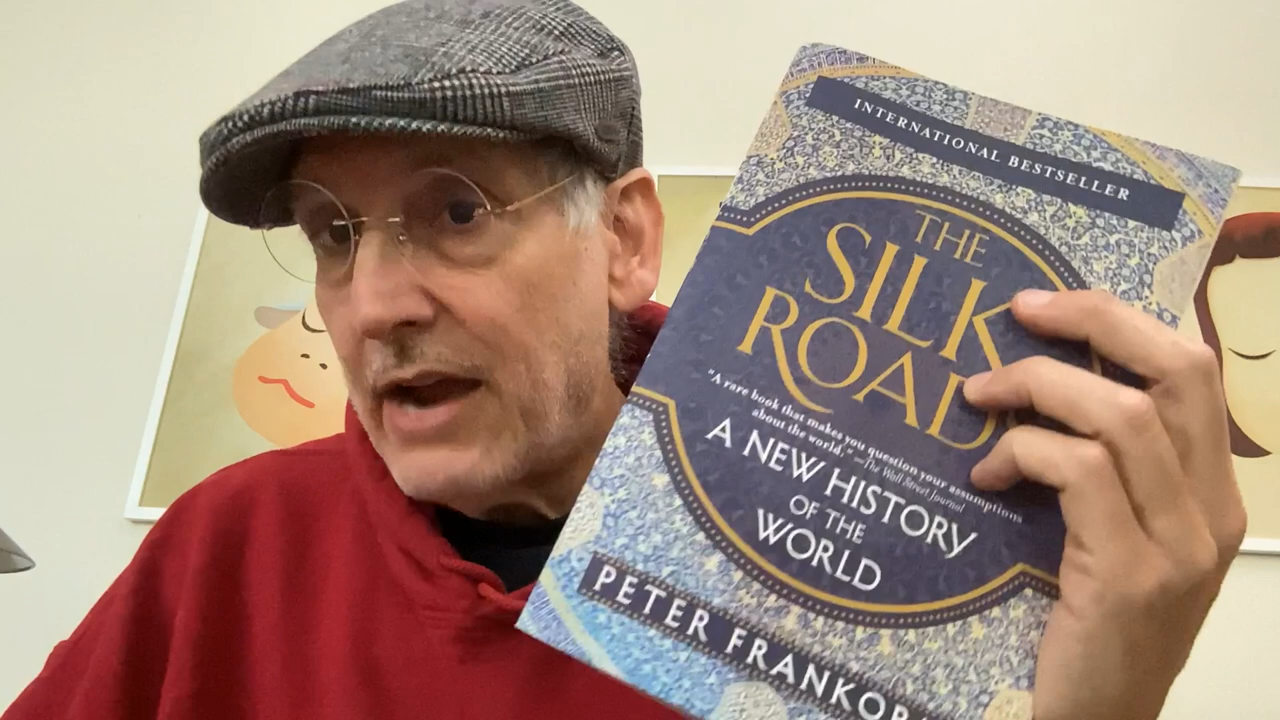 INTERNATIONAL BESTSELLER
THE
SILK
ROAD
"A rare book that makes you question your assumptions
about the world." —The Wall Street Journal
A NEW HISTORY
OF THE
WORLD
PETER FRANKOP